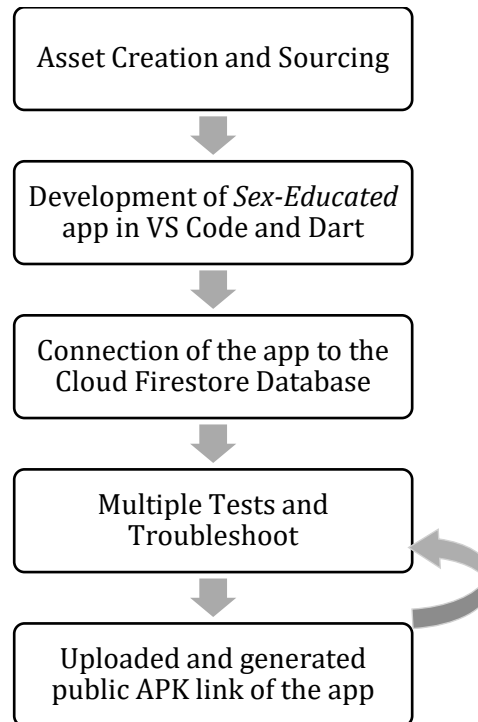 Asset Creation and Sourcing
Development of Sex-Educated
app in VS Code and Dart
Connection of the app to the
Cloud Firestore Database
Multiple Tests and
Troubleshoot
Uploaded and generated
public APK link of the app